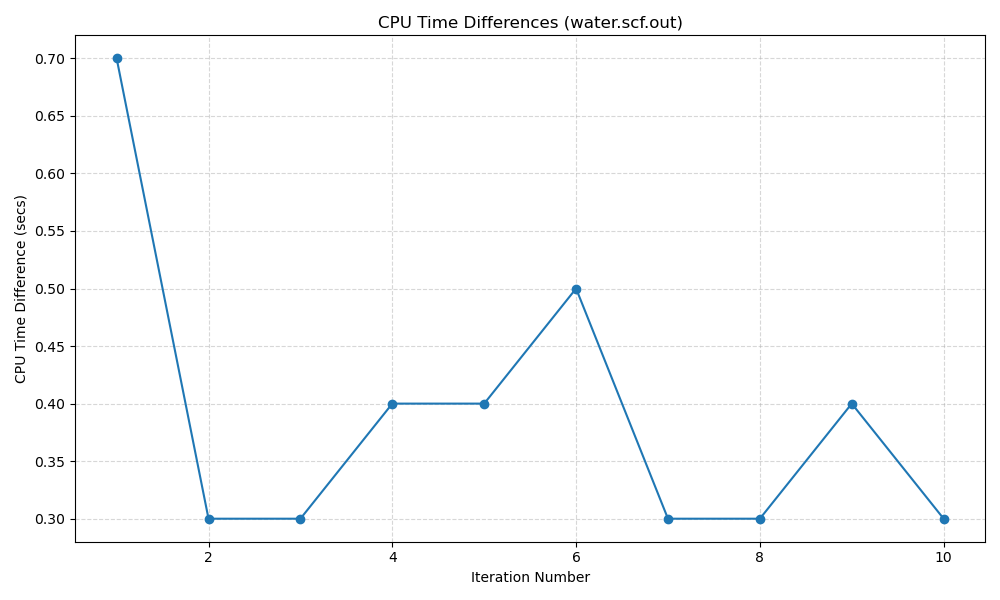 CPU Time Differences (water.scf.out)
0.70
0.65
0.60
0.55
0.50
0.45
0.40
0.35
0.30
CPU Time Difference (secs)
2 4 6 8 10
Iteration Number